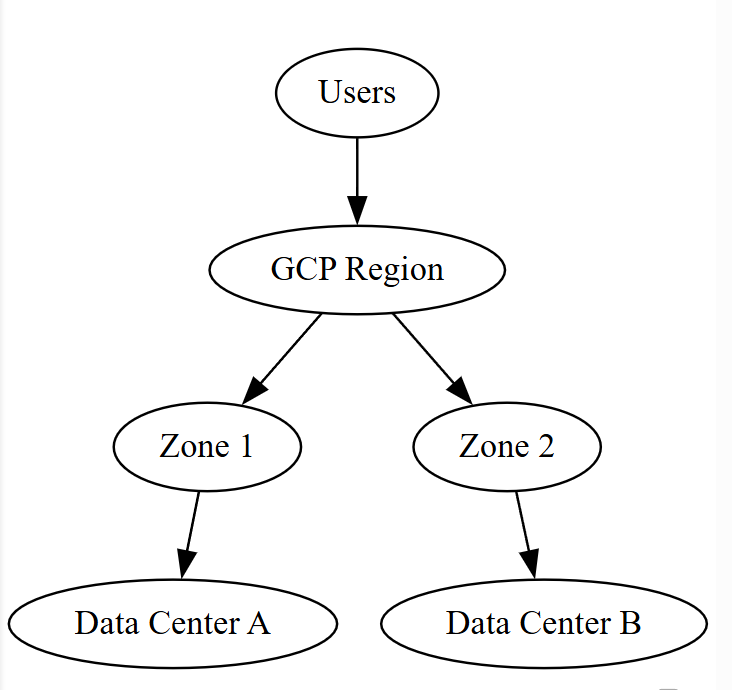 Users
GCP Region
Zone 1
Zone 2
Data Center A
Data Center B